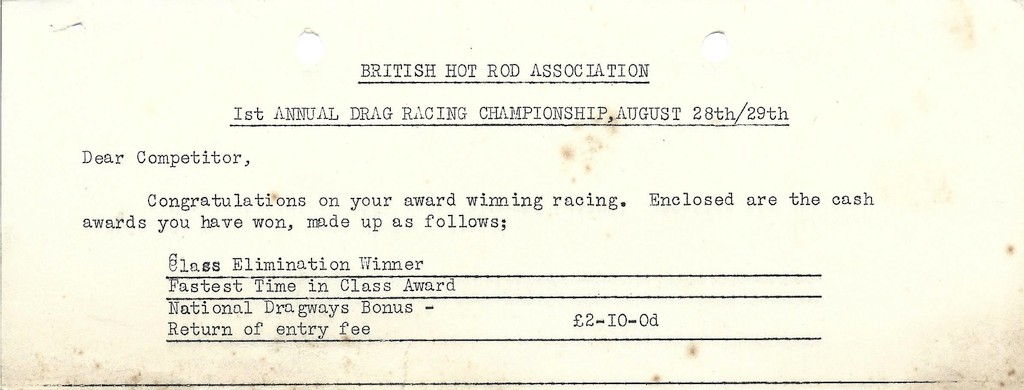 BRITISH HOT ROD ASSOCIATION
1st ANNUAL DRAG RACING CHAMPIONSHIP, AUGUST 28th/29th
Dear Competitor,
Congratulations on your award winning racing. Enclosed are the cash
awards you have won, made up as follows;
Class Elimination Winner
Fastest Time in Class Award
National Dragways Bonus -
Return of entry fee £2-10-0d